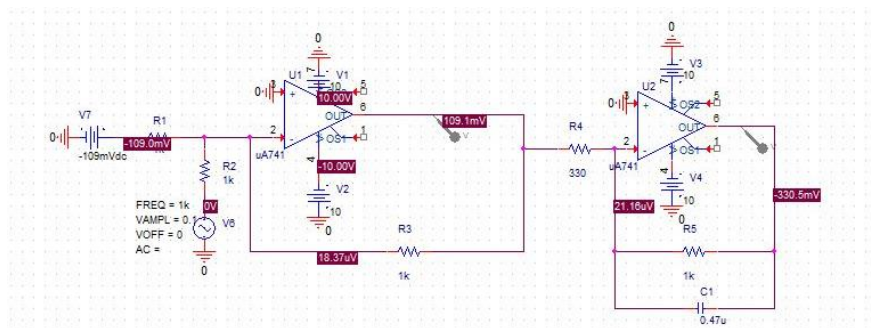 0
V7
-109mVdc
-109.0mV
R1
R2
1k
FREQ = 1k
VAMPL = 0.1
VOFF = 0
AC =
0V
V6
0
0
3
+
2
-
U1
uA741
7
V1
10
10.00V
0
5
6
OUT
OS1
1
4
-10.00V
V2
10
0
109.1mV
V
R3
1k
18.37uV
R4
330
0
3
+
2
-
U2
uA741
0
V3
10
7
5
OS2
6
OUT
OS1
1
4
V4
10
0
V
21.16uV
-330.5mV
R5
1k
C1
0.47u